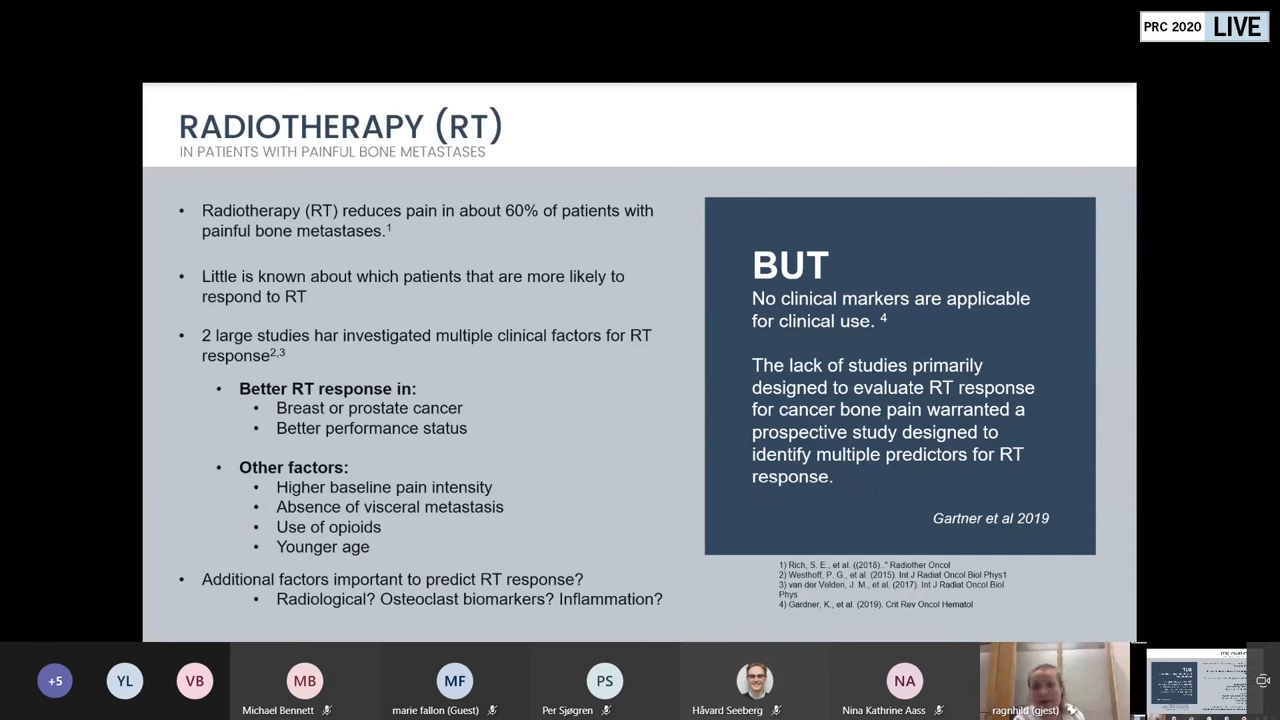 PRC 2020 LIVE
RADIOTHERAPY (RT)
IN PATIENTS WITH PAINFUL BONE METASTASES
• Radiotherapy (RT) reduces pain in about 60% of patients with
painful bone metastases.1
• Little is known about which patients that are more likely to
respond to RT
• 2 large studies har investigated multiple clinical factors for RT
response2,3
• Better RT response in:
• Breast or prostate cancer
• Better performance status
• Other factors:
• Higher baseline pain intensity
• Absence of visceral metastasis
• Use of opioids
• Younger age
• Additional factors important to predict RT response?
• Radiological? Osteoclast biomarkers? Inflammation?
BUT
No clinical markers are applicable
for clinical use. 4
The lack of studies primarily
designed to evaluate RT response
for cancer bone pain warranted a
prospective study designed to
identify multiple predictors for RT
response.
Gartner et al 2019
1) Rich, S. E., et al. ((2018).." Radiother Oncol
2) Westhoff, P. G., et al. (2015). Int J Radiat Oncol Biol Phys1
3) van der Velden, J. M., et al. (2017). Int J Radiat Oncol Biol
Phys
4) Gardner, K., et al. (2019). Crit Rev Oncol Hematol
+5 YL VB MB MF PS NA
Michael Bennett marie fallon (Guest) Per Sjøgren Håvard Seeberg Nina Kathrine Aass ragnhild (gjest)